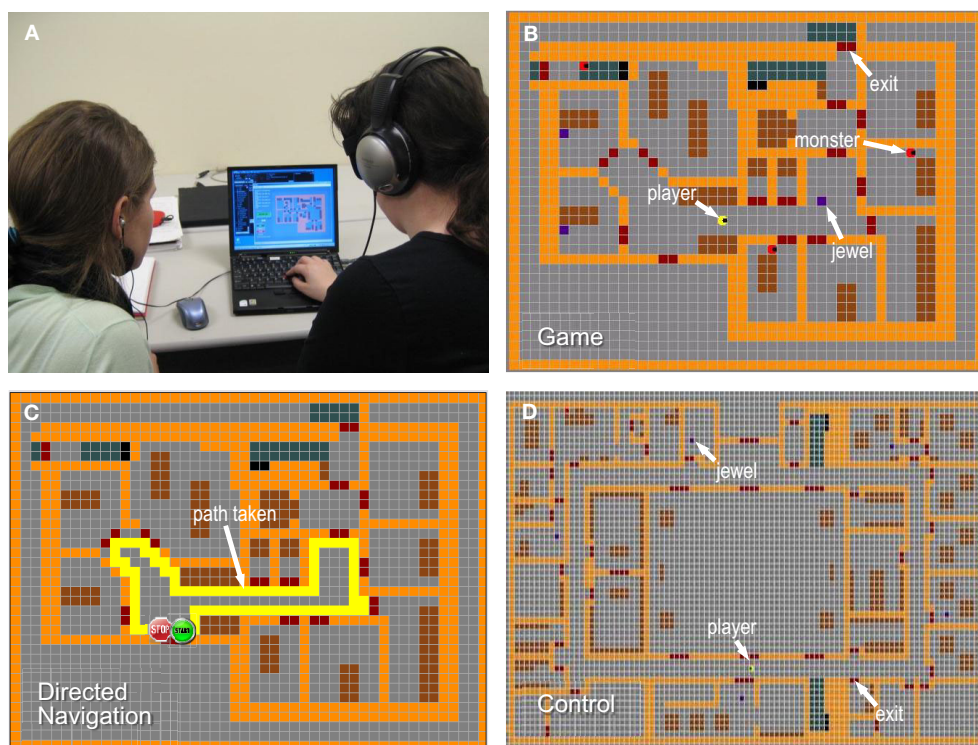 A
B
exit
monster
player
jewel
Game
C
path taken
STOP
START
Directed
Navigation
D
jewel
player
exit
Control